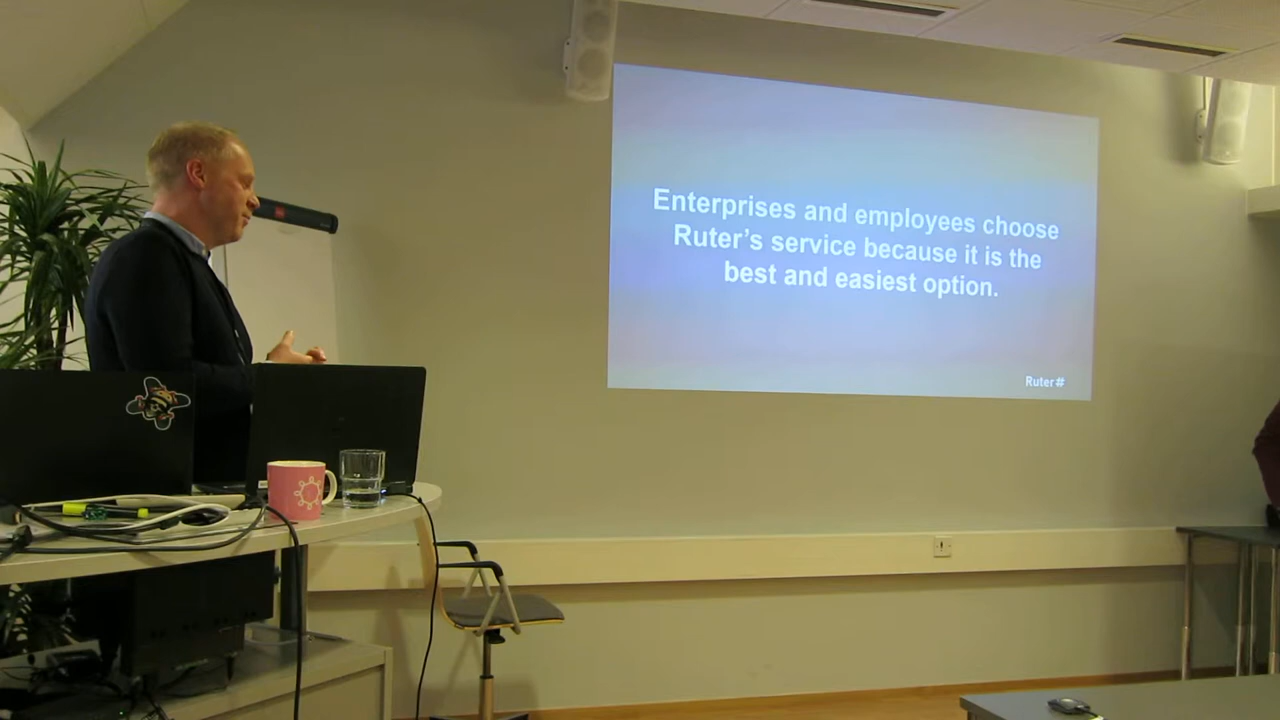 Enterprises and employees choose
Ruter's service because it is the
best and easiest option.
Ruter#